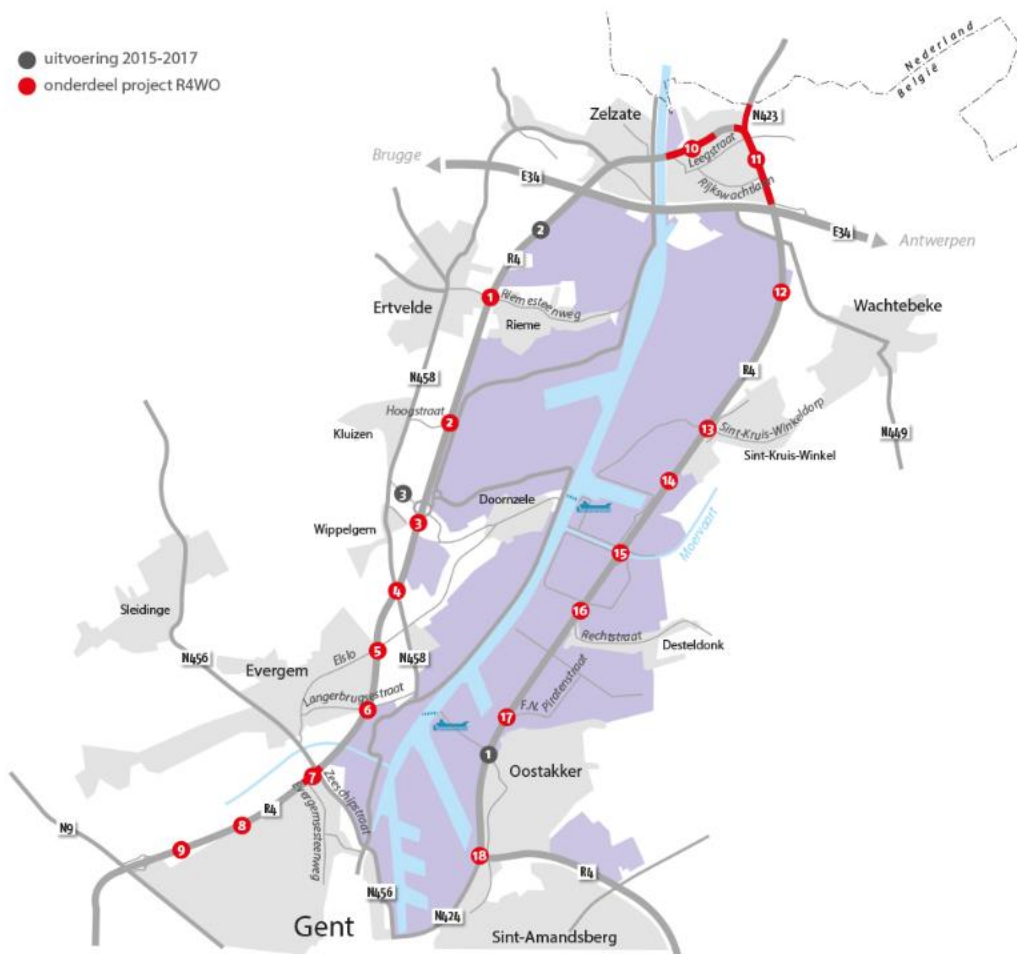 uitvoering 2015-2017
onderdeel project R4WO
Nederland
België
Zelzate
N423
10
Leegstraat
11
Brugge
Rijkswachtlaan
E34
2
E34
R4
Antwerpen
1
Riemesteenweg
12
Ertvelde
Rieme
Wachtebeke
R4
N458
Hoogstraat
2
13
Sint-Kruis-Winkeldorp
Kluizen
N449
Sint-Kruis-Winkel
14
3
Doornzele
3
Wippelgem
Moervaart
15
4
16
Sleidinge
Rechtstraat
Desteldonk
5
Elslo
N456
N458
Evergem
Langerbrugsestraat
6
F.N. Piratenstraat
17
1
7
Oostakker
Zeeschipstraat
Evergemsesteenweg
R4
8
N9
9
18
R4
N456
N424
Gent
Sint-Amandsberg